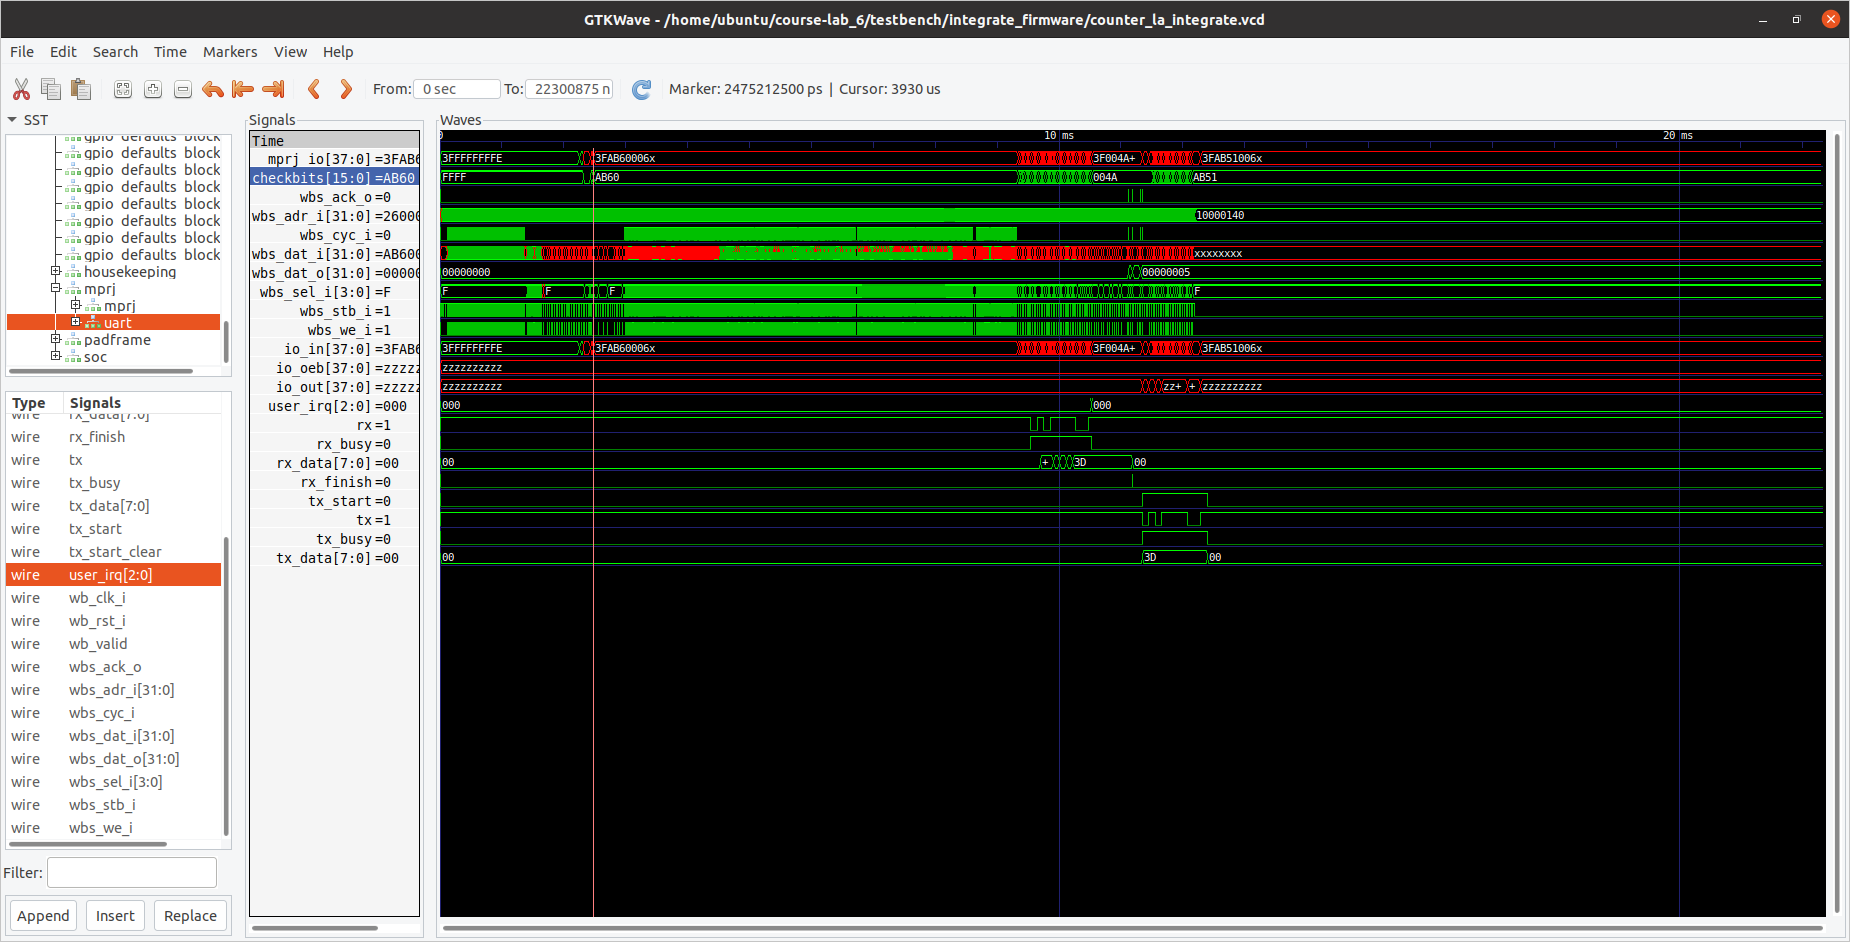 GTKWave - /home/ubuntu/course-lab_6/testbench/integrate_firmware/counter_la_integrate.vcd
File Edit Search Time Markers View Help
From: 0 sec To: 22300875 n Marker: 2475212500 ps | Cursor: 3930 us
SST
gpio defaults block
gpio defaults block
gpio defaults block
gpio defaults block
gpio defaults block
gpio defaults block
gpio defaults block
gpio defaults block
housekeeping
mprj
mprj
uart
padframe
soc
Type Signals
wire rx_data[7:0]
wire rx_finish
wire tx
wire tx_busy
wire tx_data[7:0]
wire tx_start
wire tx_start_clear
wire user_irq[2:0]
wire wb_clk_i
wire wb_rst_i
wire wb_valid
wire wbs_ack_o
wire wbs_adr_i[31:0]
wire wbs_cyc_i
wire wbs_dat_i[31:0]
wire wbs_dat_o[31:0]
wire wbs_sel_i[3:0]
wire wbs_stb_i
wire wbs_we_i
Filter:
Append Insert Replace
Signals
Time
mprj_io[37:0]=3FAB6
checkbits[15:0]=AB60
wbs_ack_o=0
wbs_adr_i[31:0]=26000
wbs_cyc_i=0
wbs_dat_i[31:0]=AB600
wbs_dat_o[31:0]=00000
wbs_sel_i[3:0]=F
wbs_stb_i=1
wbs_we_i=1
io_in[37:0]=3FAB6
io_oeb[37:0]=zzzzz
io_out[37:0]=zzzzz
user_irq[2:0]=000
rx=1
rx_busy=0
rx_data[7:0]=00
rx_finish=0
tx_start=0
tx=1
tx_busy=0
tx_data[7:0]=00
Waves
0 10 ms 20 ms
3FFFFFFFFE 3FAB60006x 3F004A+ 3FAB51006x
FFFF AB60 004A AB51
10000140
xxxxxxxx
00000000 00000005
F F F F
3FFFFFFFFE 3FAB60006x 3F004A+ 3FAB51006x
zzzzzzzzzz
zzzzzzzzzz zz+ + zzzzzzzzzz
000 000
00 + 3D 00
00 3D 00